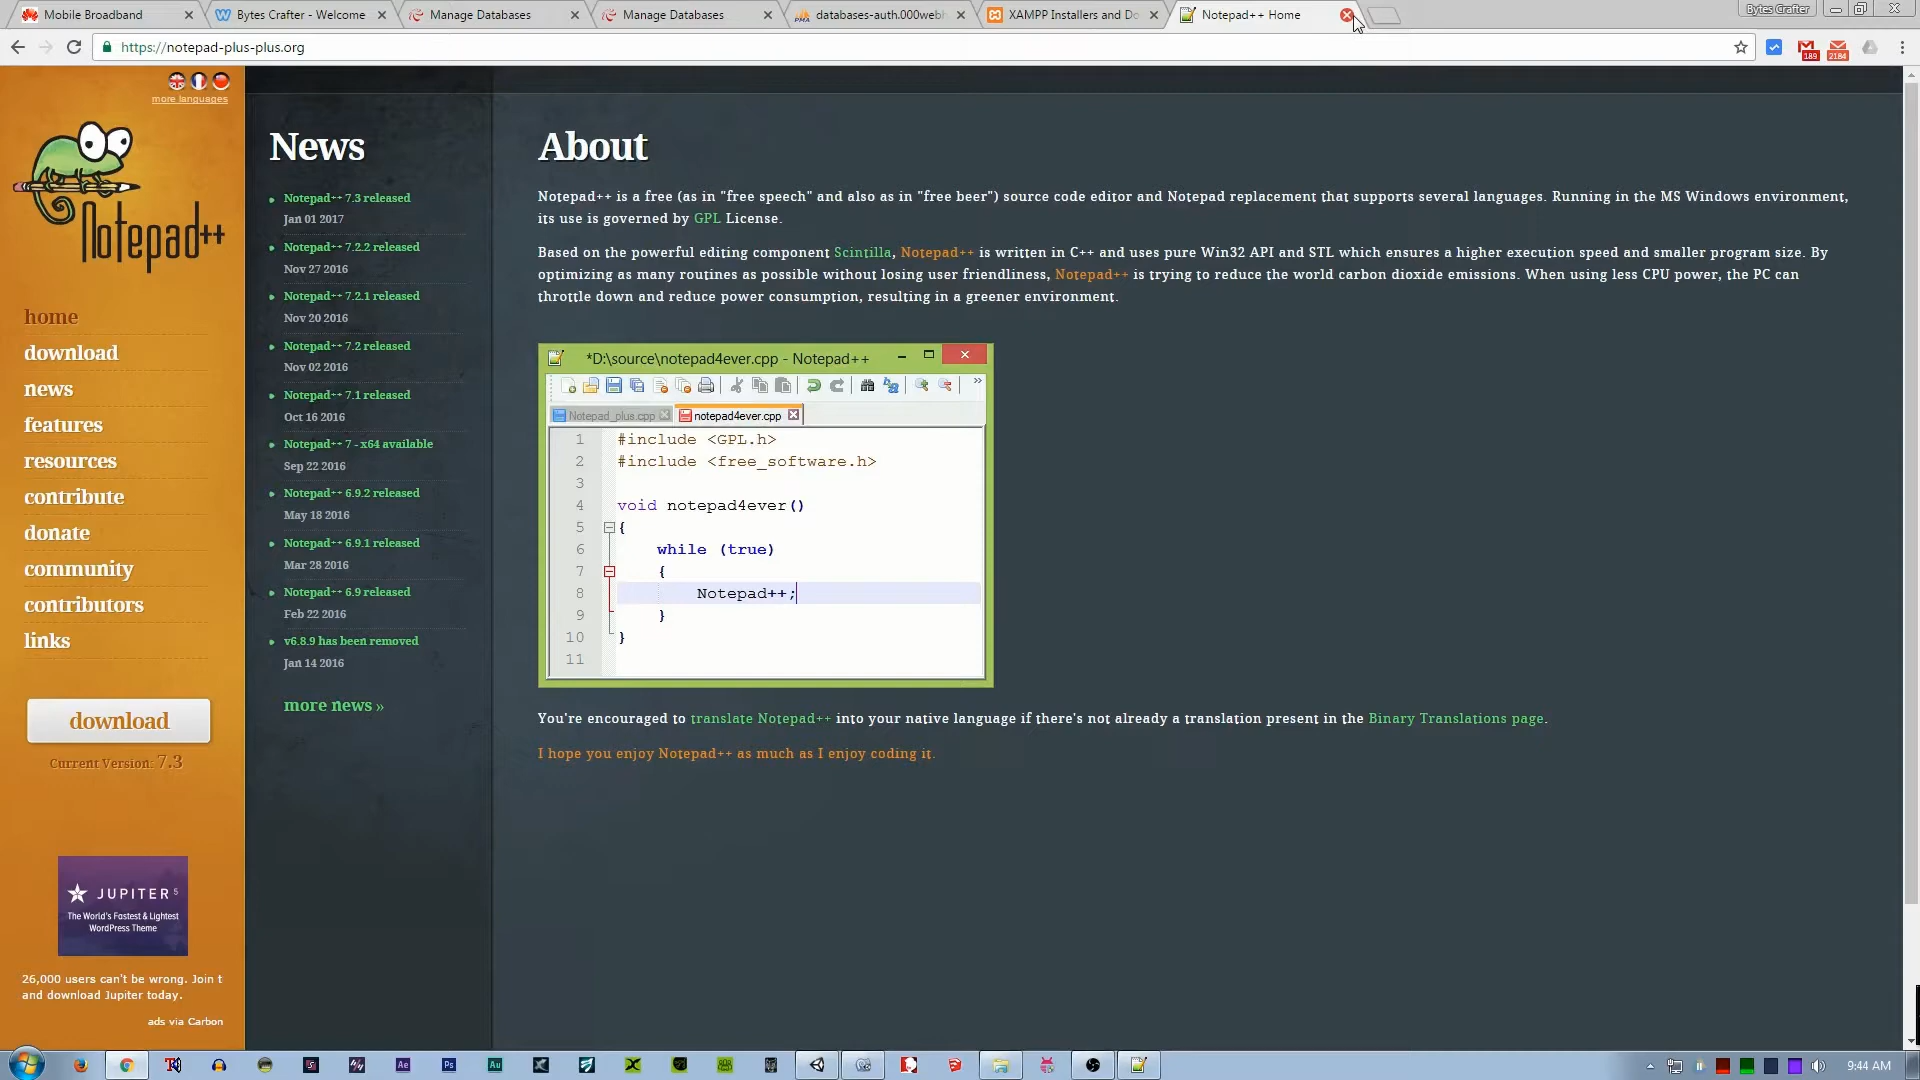 Mobile Broadband
Bytes Crafter - Welcome
Manage Databases
Manage Databases
databases-auth.000webh
XAMPP Installers and Do
Notepad++ Home
Bytes Crafter
https://notepad-plus-plus.org
189
2184
more languages
Notepad++
home
download
news
features
resources
contribute
donate
community
contributors
links
download
Current Version: 7.3
JUPITER 5
The World's Fastest & Lightest
WordPress Theme
26,000 users can't be wrong. Join t
and download Jupiter today.
ads via Carbon
News
Notepad++ 7.3 released
Jan 01 2017
Notepad++ 7.2.2 released
Nov 27 2016
Notepad++ 7.2.1 released
Nov 20 2016
Notepad++ 7.2 released
Nov 02 2016
Notepad++ 7.1 released
Oct 16 2016
Notepad++ 7 - x64 available
Sep 22 2016
Notepad++ 6.9.2 released
May 18 2016
Notepad++ 6.9.1 released
Mar 28 2016
Notepad++ 6.9 released
Feb 22 2016
v6.8.9 has been removed
Jan 14 2016
more news »
About
Notepad++ is a free (as in "free speech" and also as in "free beer") source code editor and Notepad replacement that supports several languages. Running in the MS Windows environment,
its use is governed by GPL License.
Based on the powerful editing component Scintilla, Notepad++ is written in C++ and uses pure Win32 API and STL which ensures a higher execution speed and smaller program size. By
optimizing as many routines as possible without losing user friendliness, Notepad++ is trying to reduce the world carbon dioxide emissions. When using less CPU power, the PC can
throttle down and reduce power consumption, resulting in a greener environment.
*D:\source\notepad4ever.cpp - Notepad++
Notepad_plus.cpp
notepad4ever.cpp
1 #include <GPL.h>
2 #include <free_software.h>
3
4 void notepad4ever()
5 {
6 while (true)
7 {
8 Notepad++;
9 }
10 }
11
You're encouraged to translate Notepad++ into your native language if there's not already a translation present in the Binary Translations page.
I hope you enjoy Notepad++ as much as I enjoy coding it.
Ae
Ps
Au
9:44 AM